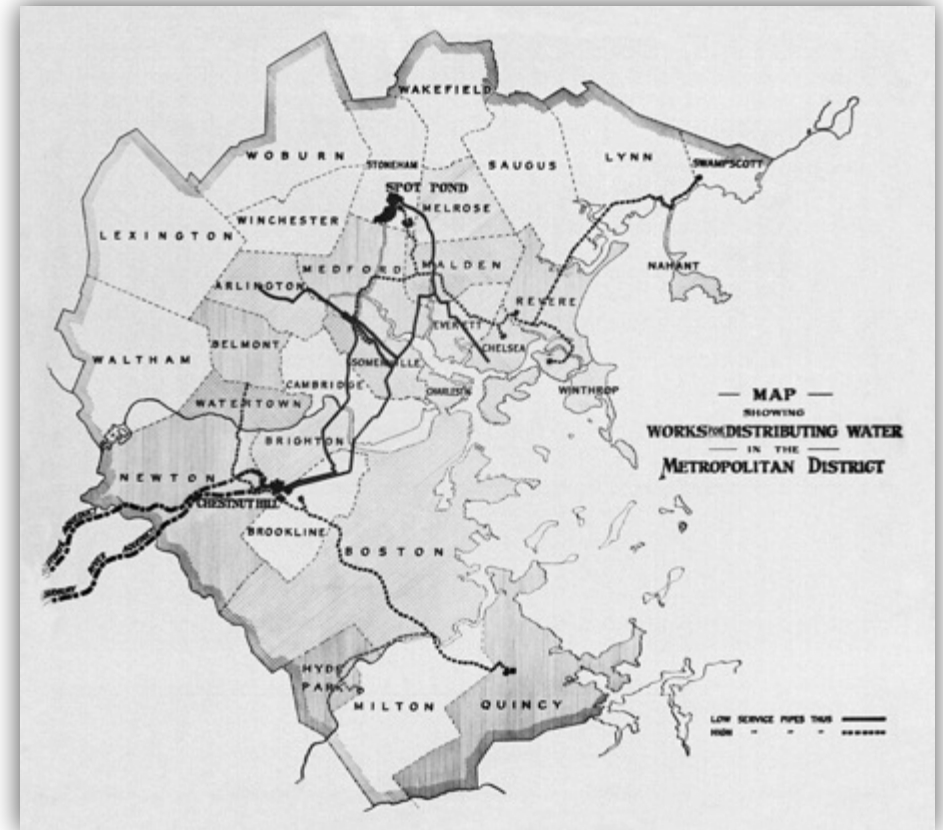 WAKEFIELD
WOBURN
STONEHAM
SAUGUS
LYNN
SWAMPSCOTT
SPOT POND
WINCHESTER
MELROSE
LEXINGTON
MEDFORD
MALDEN
NAHANT
ARLINGTON
REVERE
EVERETT
BELMONT
CHELSEA
WALTHAM
SOMERVILLE
CAMBRIDGE
WINTHROP
WATERTOWN
BRIGHTON
NEWTON
CHESTNUT HILL
BROOKLINE
BOSTON
SUDBURY
HYDE
PARK
MILTON
QUINCY
— MAP —
SHOWING
WORKS FOR DISTRIBUTING WATER
— IN THE —
METROPOLITAN DISTRICT
LOW SERVICE PIPES THUS
HIGH " " "